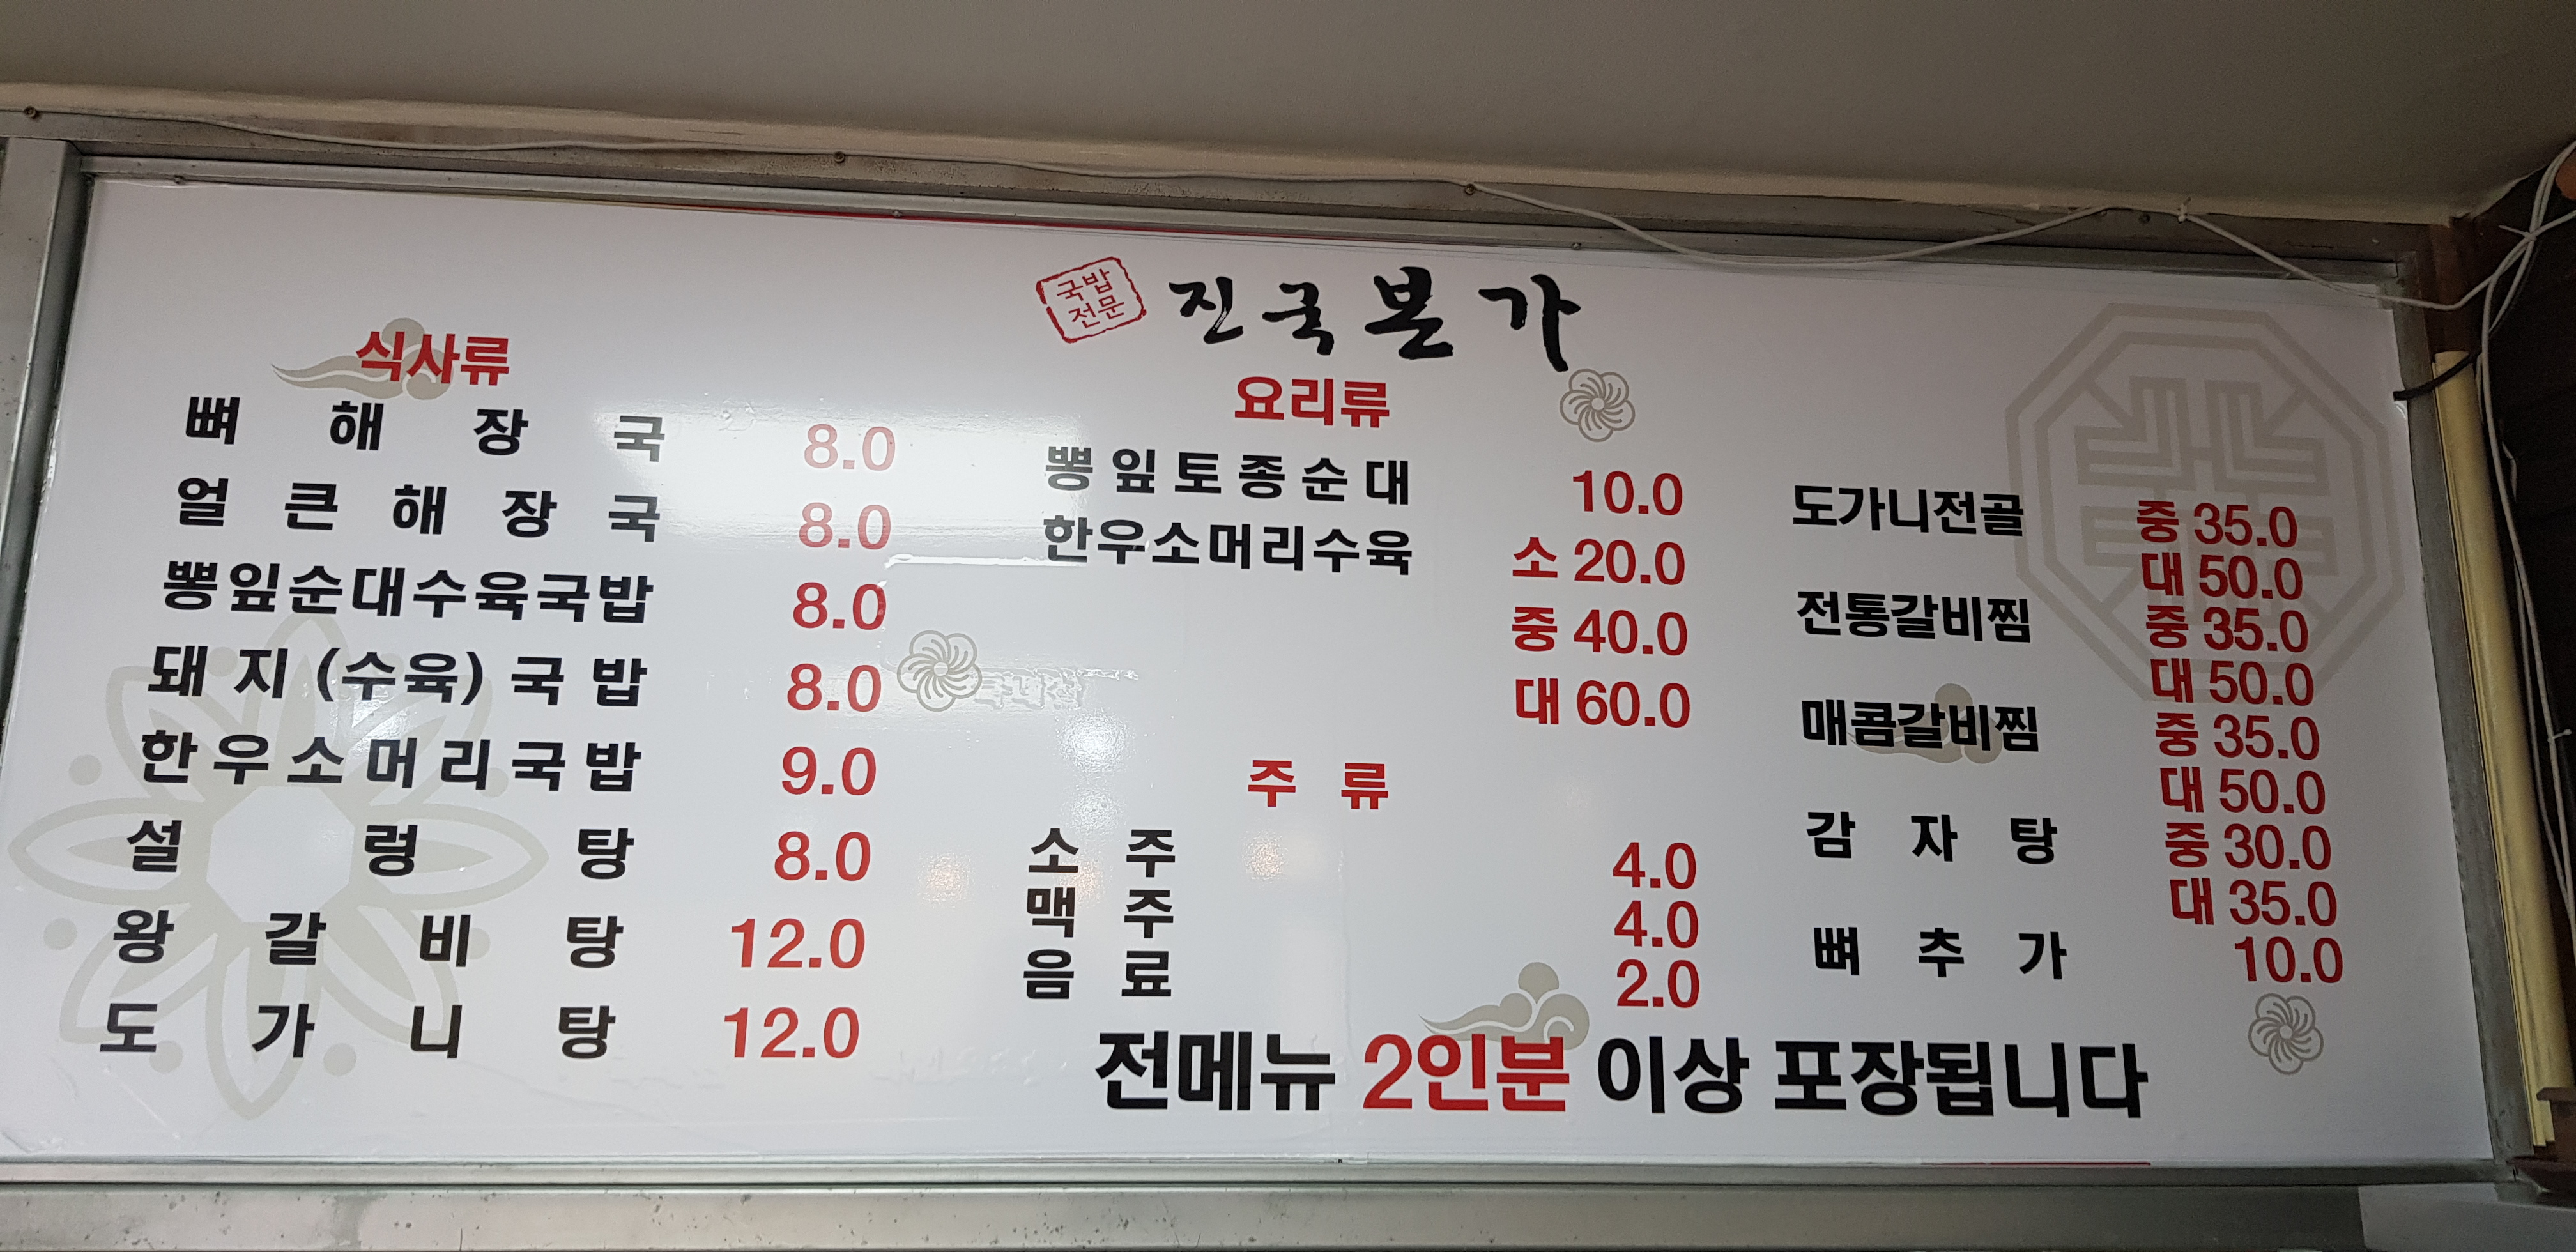 국밥
전문
진국본가
식사류
뼈해장국 8.0
얼큰해장국 8.0
뽕잎순대수육국밥 8.0
돼지(수육)국밥 8.0
한우소머리국밥 9.0
설렁탕 8.0
왕갈비탕 12.0
도가니탕 12.0
요리류
뽕잎토종순대 10.0
한우소머리수육 소 20.0
중 40.0
대 60.0
주류
소주 4.0
맥주 4.0
음료 2.0
도가니전골 중 35.0
대 50.0
전통갈비찜 중 35.0
대 50.0
매콤갈비찜 중 35.0
대 50.0
감자탕 중 30.0
대 35.0
뼈추가 10.0
전메뉴 2인분 이상 포장됩니다